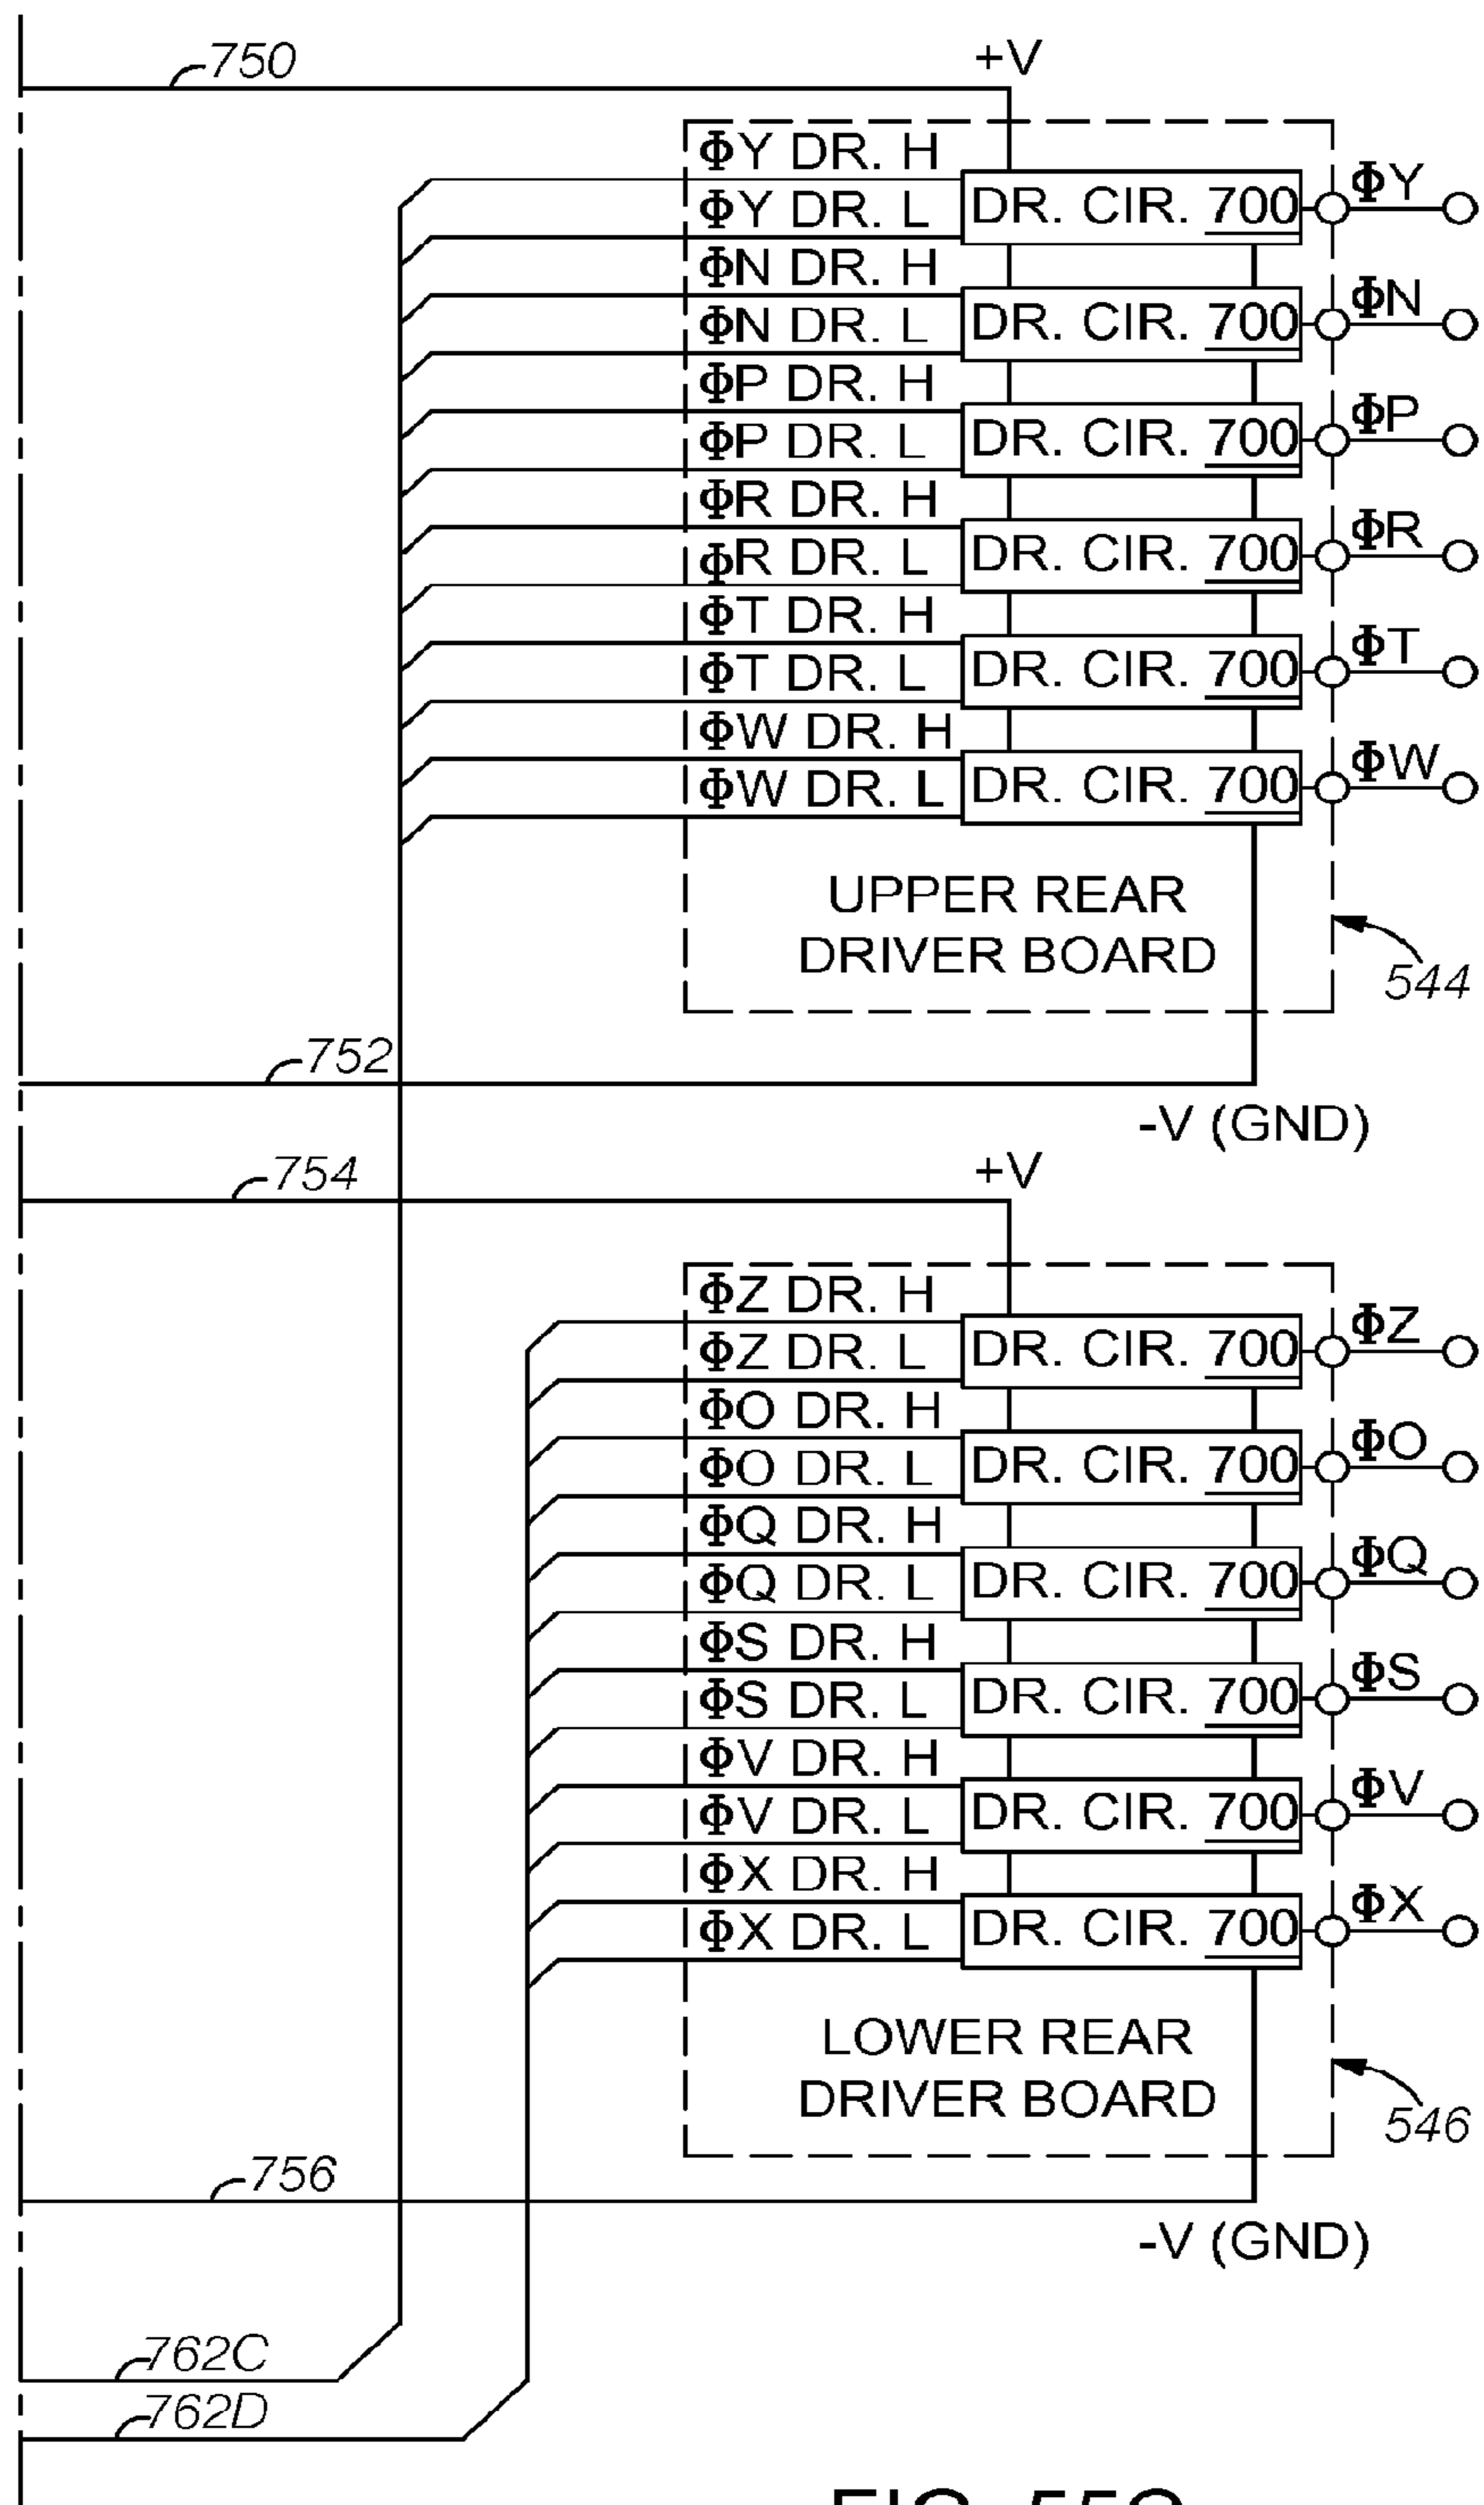 750
+V
ΦY DR. H
ΦY DR. L
DR. CIR. 700
ΦY
ΦN DR. H
ΦN DR. L
DR. CIR. 700
ΦN
ΦP DR. H
ΦP DR. L
DR. CIR. 700
ΦP
ΦR DR. H
ΦR DR. L
DR. CIR. 700
ΦR
ΦT DR. H
ΦT DR. L
DR. CIR. 700
ΦT
ΦW DR. H
ΦW DR. L
DR. CIR. 700
ΦW
UPPER REAR
DRIVER BOARD
544
752
-V (GND)
754
+V
ΦZ DR. H
ΦZ DR. L
DR. CIR. 700
ΦZ
ΦO DR. H
ΦO DR. L
DR. CIR. 700
ΦO
ΦQ DR. H
ΦQ DR. L
DR. CIR. 700
ΦQ
ΦS DR. H
ΦS DR. L
DR. CIR. 700
ΦS
ΦV DR. H
ΦV DR. L
DR. CIR. 700
ΦV
ΦX DR. H
ΦX DR. L
DR. CIR. 700
ΦX
LOWER REAR
DRIVER BOARD
546
756
-V (GND)
762C
762D